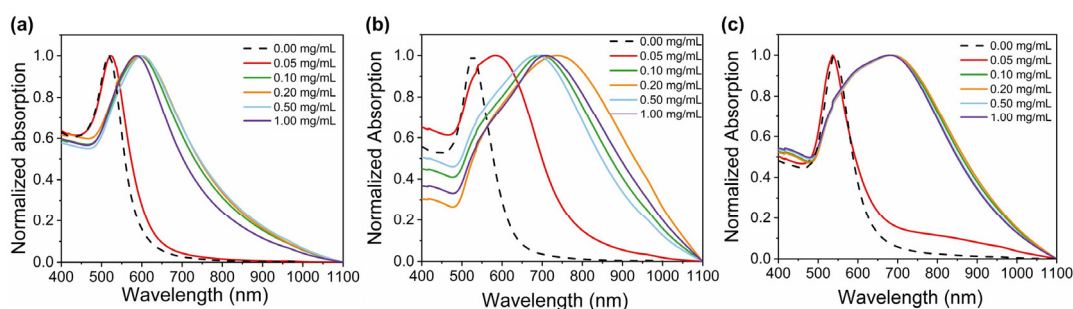 (a)
Normalized absorption
1.0
0.8
0.6
0.4
0.2
0.0
400 500 600 700 800 900 1000 1100
Wavelength (nm)
0.00 mg/mL
0.05 mg/mL
0.10 mg/mL
0.20 mg/mL
0.50 mg/mL
1.00 mg/mL
(b)
Normalized Absorption
1.0
0.8
0.6
0.4
0.2
0.0
400 500 600 700 800 900 1000 1100
Wavelength (nm)
0.00 mg/mL
0.05 mg/mL
0.10 mg/mL
0.20 mg/mL
0.50 mg/mL
1.00 mg/mL
(c)
Normalized Absorption
1.0
0.8
0.6
0.4
0.2
0.0
400 500 600 700 800 900 1000 1100
Wavelength (nm)
0.00 mg/mL
0.05 mg/mL
0.10 mg/mL
0.20 mg/mL
0.50 mg/mL
1.00 mg/mL